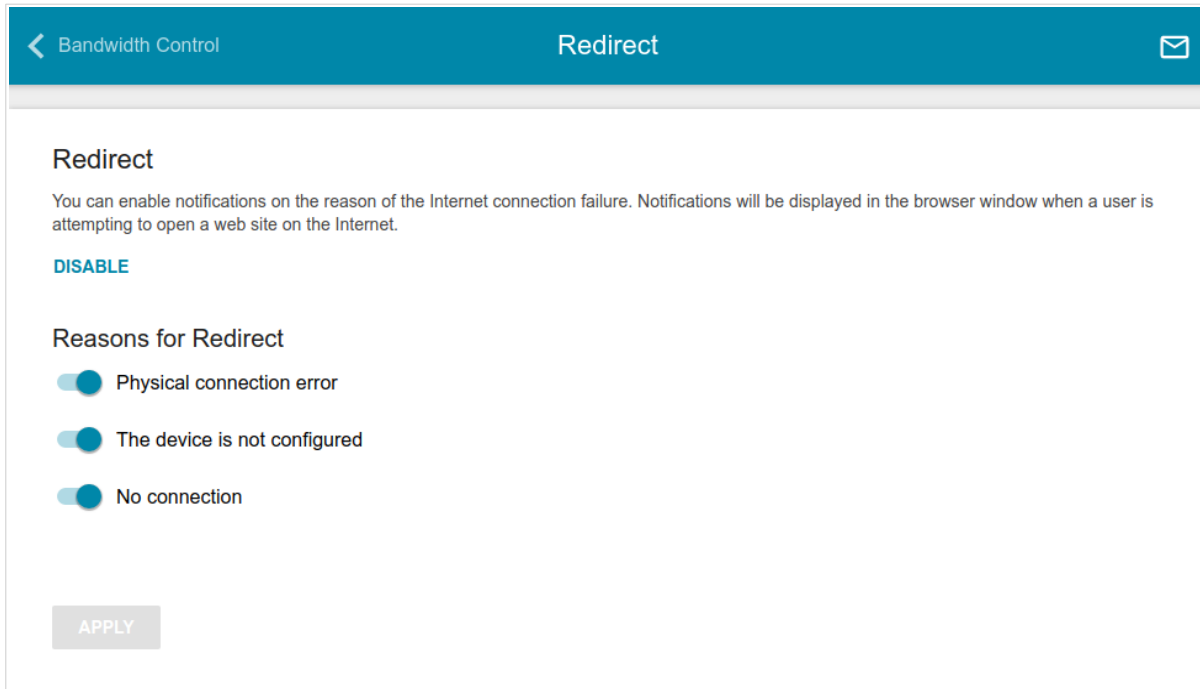 Bandwidth Control
Redirect
Redirect
You can enable notifications on the reason of the Internet connection failure. Notifications will be displayed in the browser window when a user is
attempting to open a web site on the Internet.
DISABLE
Reasons for Redirect
Physical connection error
The device is not configured
No connection
APPLY